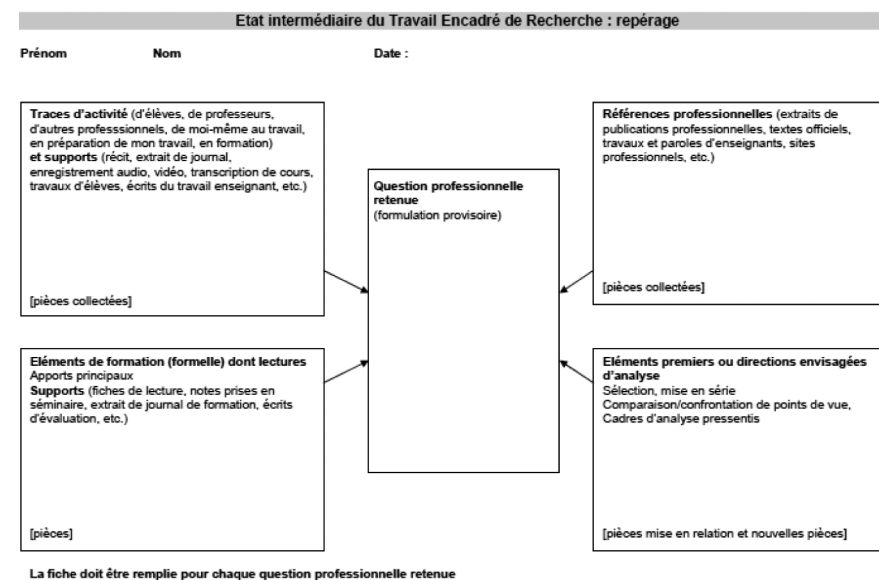 Etat intermédiaire du Travail Encadré de Recherche : repérage
Prénom Nom Date :
Traces d'activité (d'élèves, de professeurs,
d'autres professsionnels, de moi-même au travail,
en préparation de mon travail, en formation)
et supports (récit, extrait de journal,
enregistrement audio, vidéo, transcription de cours,
travaux d'élèves, écrits du travail enseignant, etc.)
[pièces collectées]
Question professionnelle
retenue
(formulation provisoire)
Références professionnelles (extraits de
publications professionnelles, textes officiels,
travaux et paroles d'enseignants, sites
professionnels, etc.)
[pièces collectées]
Eléments de formation (formelle) dont lectures
Apports principaux
Supports (fiches de lecture, notes prises en
séminaire, extrait de journal de formation, écrits
d'évaluation, etc.)
[pièces]
Eléments premiers ou directions envisagées
d'analyse
Sélection, mise en série
Comparaison/confrontation de points de vue,
Cadres d'analyse pressentis
[pièces mise en relation et nouvelles pièces]
La fiche doit être remplie pour chaque question professionnelle retenue